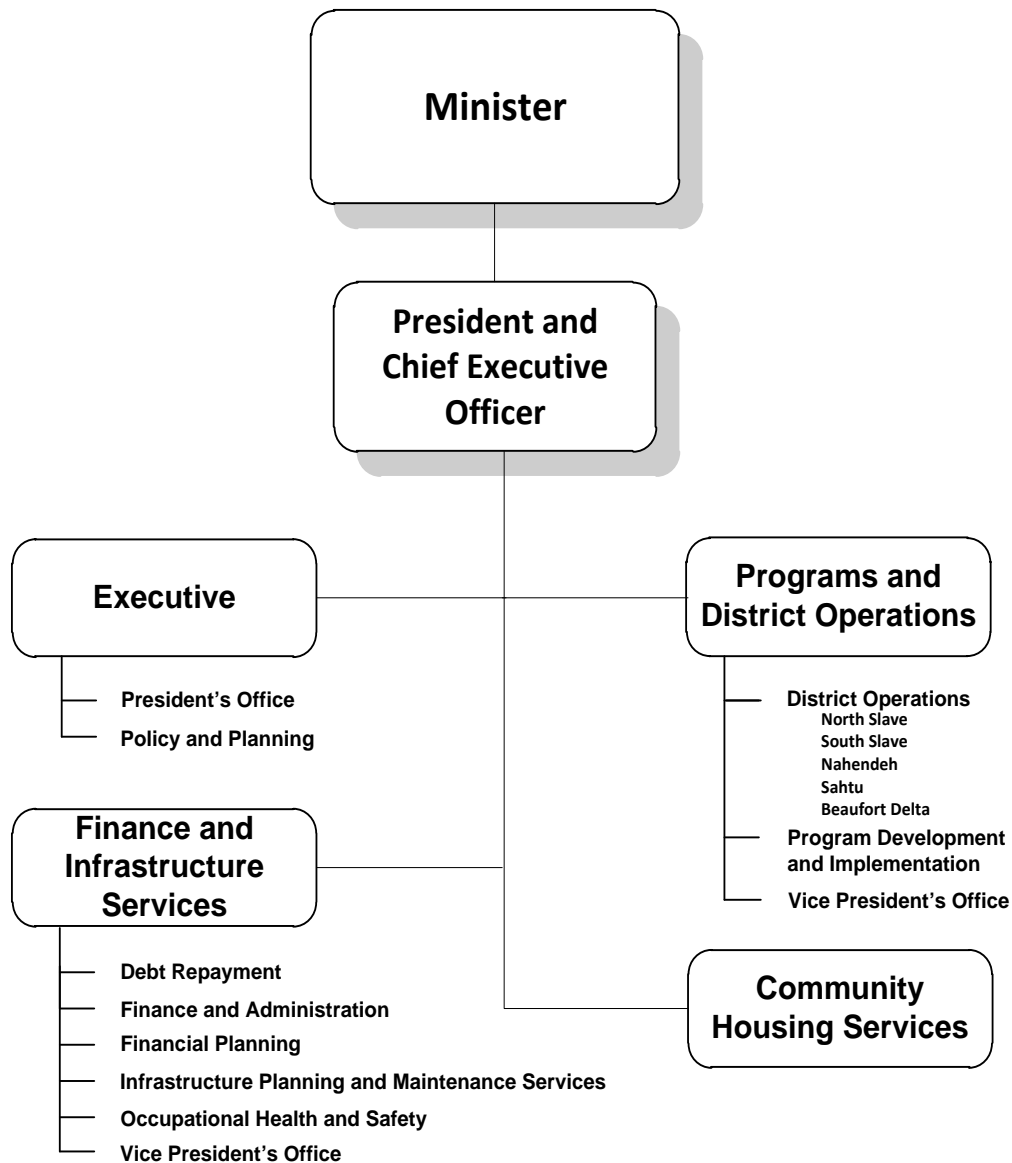 Minister
President and
Chief Executive
Officer
Executive
President’s Office
Policy and Planning
Programs and
District Operations
District Operations
North Slave
South Slave
Nahendeh
Sahtu
Beaufort Delta
Program Development
and Implementation
Vice President’s Office
Finance and
Infrastructure
Services
Debt Repayment
Finance and Administration
Financial Planning
Infrastructure Planning and Maintenance Services
Occupational Health and Safety
Vice President’s Office
Community
Housing Services